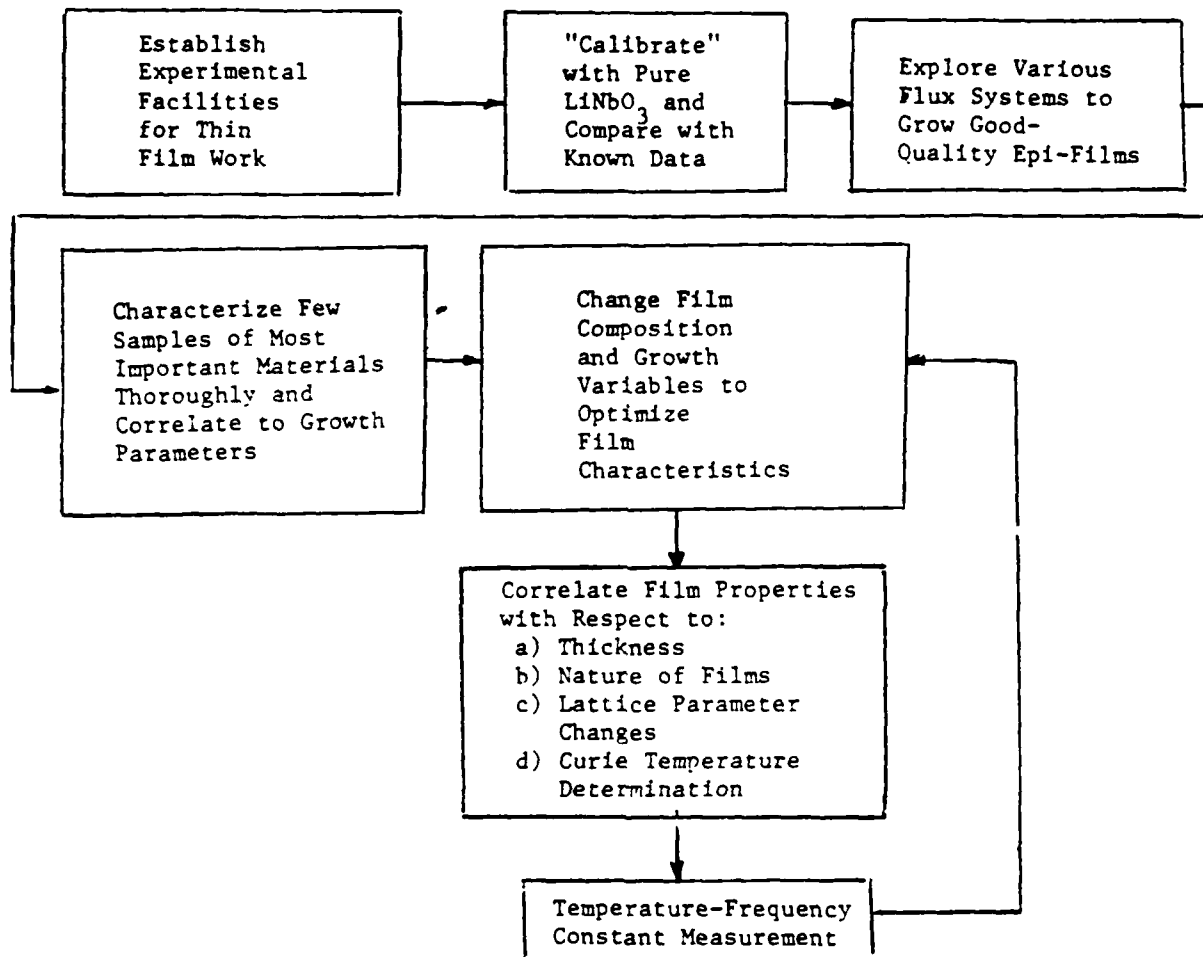 Establish
Experimental
Facilities
for Thin
Film Work
"Calibrate"
with Pure
LiNbO3 and
Compare with
Known Data
Explore Various
Flux Systems to
Grow Good-
Quality Epi-Films
Characterize Few
Samples of Most
Important Materials
Thoroughly and
Correlate to Growth
Parameters
Change Film
Composition
and Growth
Variables to
Optimize
Film
Characteristics
Correlate Film Properties
with Respect to:
a) Thickness
b) Nature of Films
c) Lattice Parameter
Changes
d) Curie Temperature
Determination
Temperature-Frequency
Constant Measurement